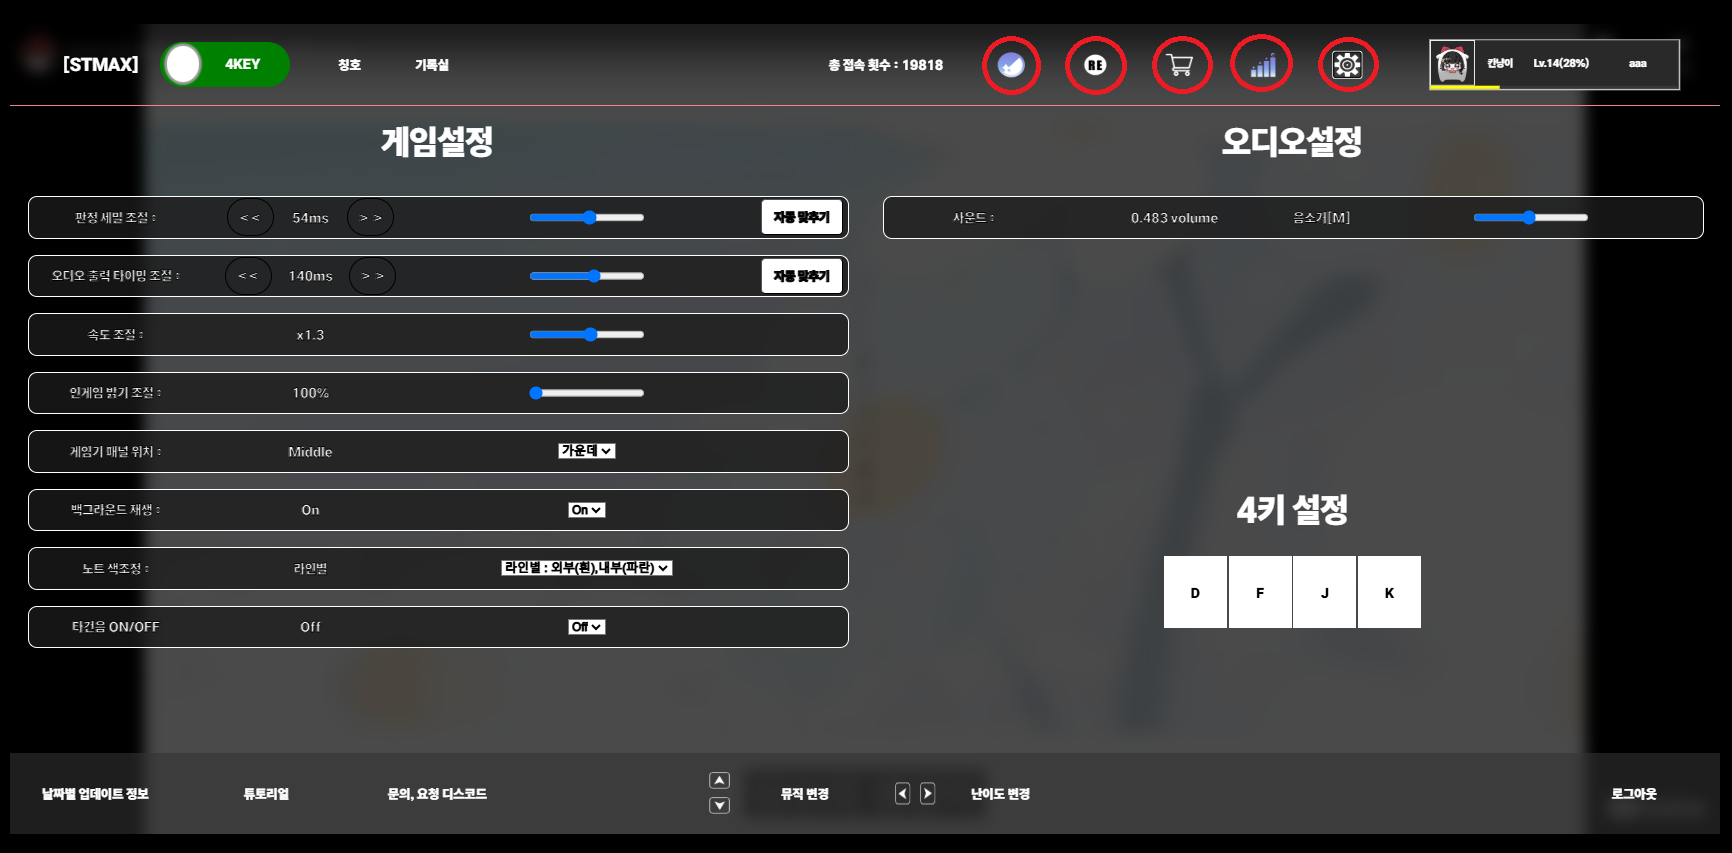 [STMAX] 4KEY 칭호 기록실 총 접속 횟수 : 19818 RE 칸냥이 Lv.14(28%) aaa
게임설정
오디오설정
판정 세밀 조절 : << 54ms >> 자동 맞추기
사운드 : 0.483 volume 음소거[M]
오디오 출력 타이밍 조절 : << 140ms >> 자동 맞추기
속도 조절 : x1.3
인게임 밝기 조절 : 100%
게임기 패널 위치 : Middle 가운데
백그라운드 재생 : On On
4키 설정
노트 색조정 : 라인별 라인별 : 외부(흰),내부(파란)
D F J K
타건음 ON/OFF Off Off
날짜별 업데이트 정보 튜토리얼 문의, 요청 디스코드 뮤직 변경 난이도 변경 로그아웃